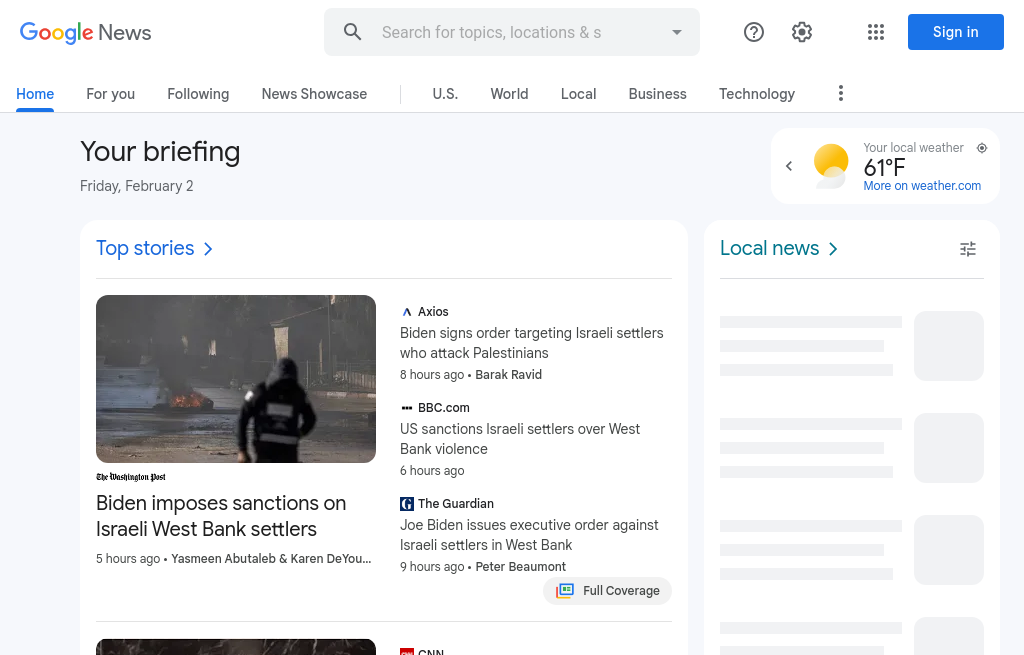 Google News
Search for topics, locations & s
Sign in
Home
For you
Following
News Showcase
U.S.
World
Local
Business
Technology
Your briefing
Friday, February 2
Your local weather
61°F
More on weather.com
Top stories
The Washington Post
Biden imposes sanctions on
Israeli West Bank settlers
5 hours ago • Yasmeen Abutaleb & Karen DeYou...
Axios
Biden signs order targeting Israeli settlers
who attack Palestinians
8 hours ago • Barak Ravid
BBC.com
US sanctions Israeli settlers over West
Bank violence
6 hours ago
The Guardian
Joe Biden issues executive order against
Israeli settlers in West Bank
9 hours ago • Peter Beaumont
Full Coverage
CNN
Local news